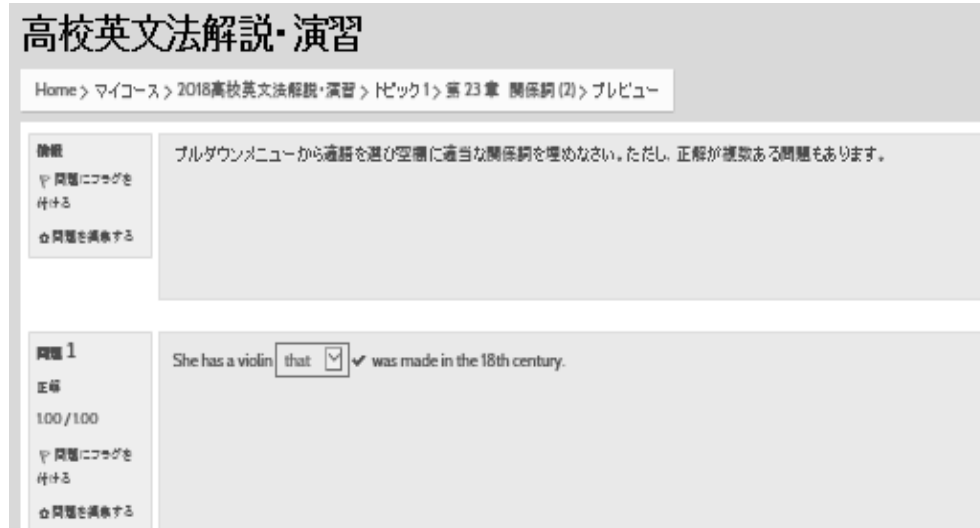 高校英文法解説・演習
Home > マイコース > 2018高校英文法解説・演習 > トピック1 > 第 23 章 関係詞 (2) > プレビュー
情報
問題にフラグを
付ける
問題を編集する
プルダウンメニューから適語を選び空欄に適当な関係詞を埋めなさい。ただし、正解が複数ある問題もあります。
問題 1
正解
1.00 / 1.00
問題にフラグを
付ける
問題を編集する
She has a violin that ✔ was made in the 18th century.